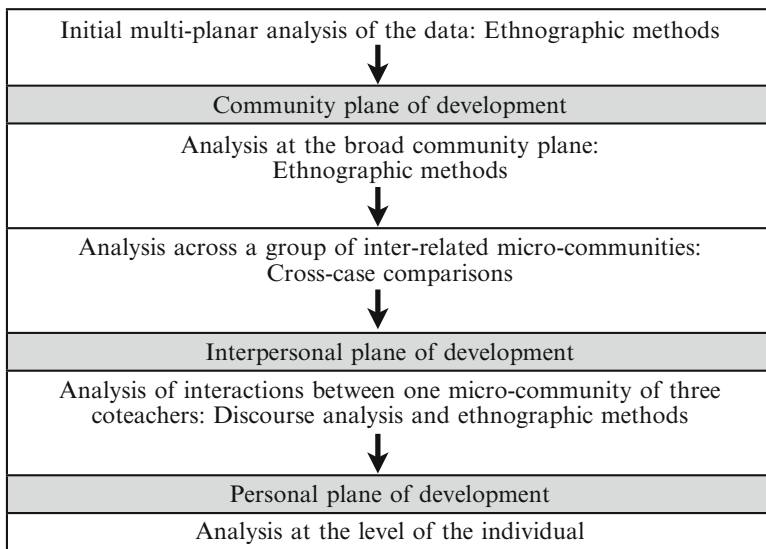 Initial multi-planar analysis of the data: Ethnographic methods
Community plane of development
Analysis at the broad community plane:
Ethnographic methods
Analysis across a group of inter-related micro-communities:
Cross-case comparisons
Interpersonal plane of development
Analysis of interactions between one micro-community of three
coteachers: Discourse analysis and ethnographic methods
Personal plane of development
Analysis at the level of the individual